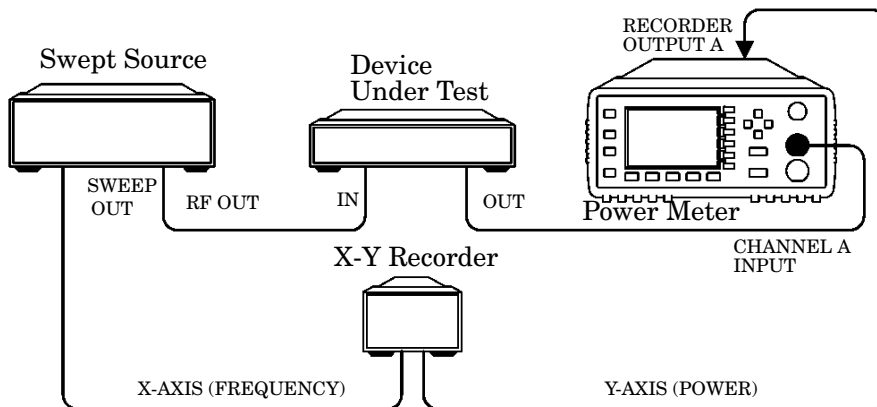 RECORDER
OUTPUT A
Swept Source
Device
Under Test
SWEEP
OUT
RF OUT
IN
OUT
Power Meter
CHANNEL A
INPUT
X-Y Recorder
X-AXIS (FREQUENCY)
Y-AXIS (POWER)